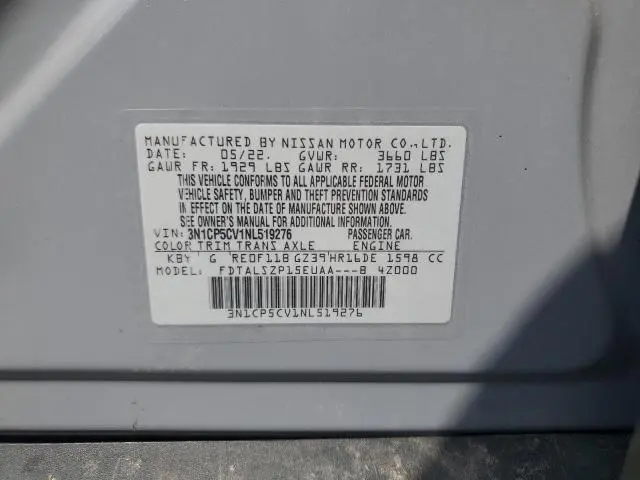 MANUFACTURED BY NISSAN MOTOR CO.,LTD.
DATE: 05/22. GVWR: 3660 LBS
GAWR FR: 1929 LBS GAWR RR: 1731 LBS
THIS VEHICLE CONFORMS TO ALL APPLICABLE FEDERAL MOTOR
VEHICLE SAFETY, BUMPER AND THEFT PREVENTION STANDARDS
IN EFFECT ON THE DATE OF MANUFACTURE SHOWN ABOVE.
SEE OWNER'S MANUAL FOR ADDITIONAL INFORMATION.
VIN: 3N1CP5CV1NL519276 PASSENGER CAR.
COLOR TRIM TRANS AXLE ENGINE
KBY G RE0F11B GZ39 HR16DE 1598 CC
MODEL: FDTALSZP15EUAA---B 4Z000
3N1CP5CV1NL519276